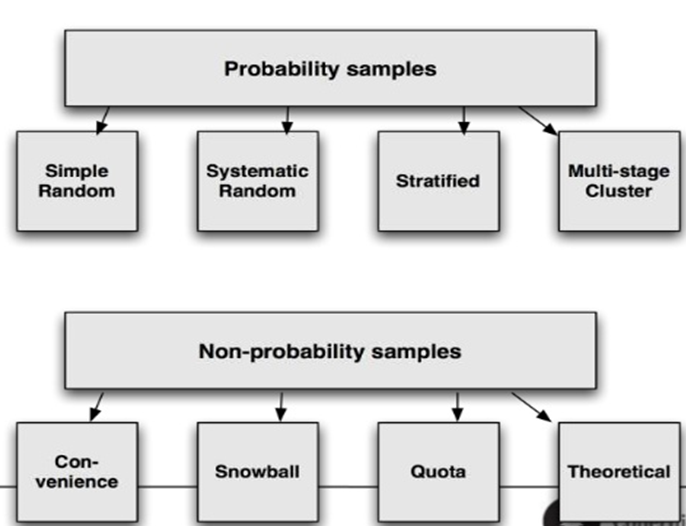 Probability samples
Simple
Random
Systematic
Random
Stratified
Multi-stage
Cluster
Non-probability samples
Con-
venience
Snowball
Quota
Theoretical